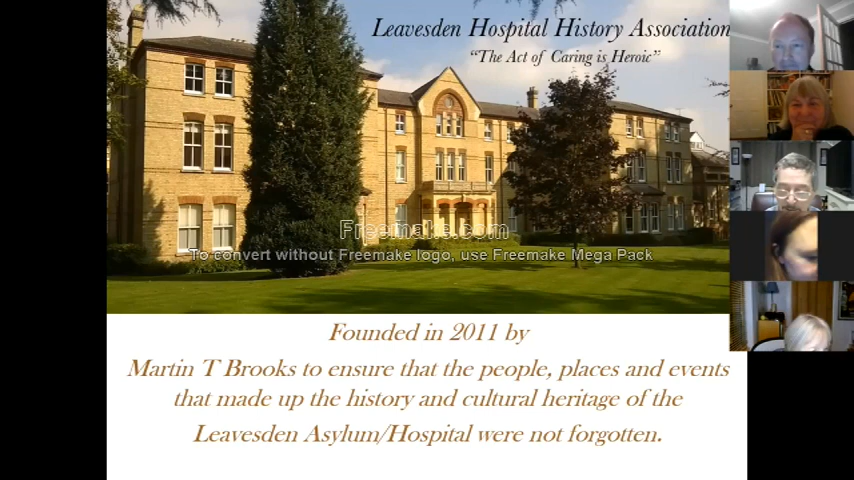 Leavesden Hospital History Association
“The Act of Caring is Heroic”
Freemake.com
To convert without Freemake logo, use Freemake Mega Pack
Founded in 2011 by
Martin T Brooks to ensure that the people, places and events
that made up the history and cultural heritage of the
Leavesden Asylum/Hospital were not forgotten.